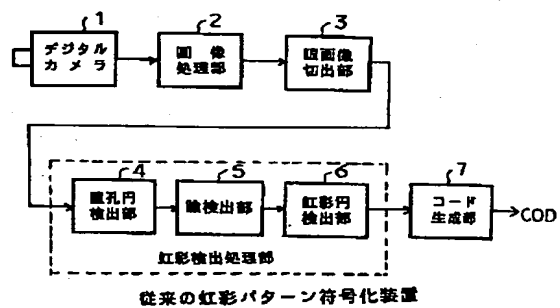 1
デジタル
カメラ
2
画像
処理部
3
眼画像
切出部
4
瞳孔円
検出部
5
瞼検出部
6
虹彩円
検出部
7
コード
生成部
COD
虹彩検出処理部
従来の虹彩パターン符号化装置